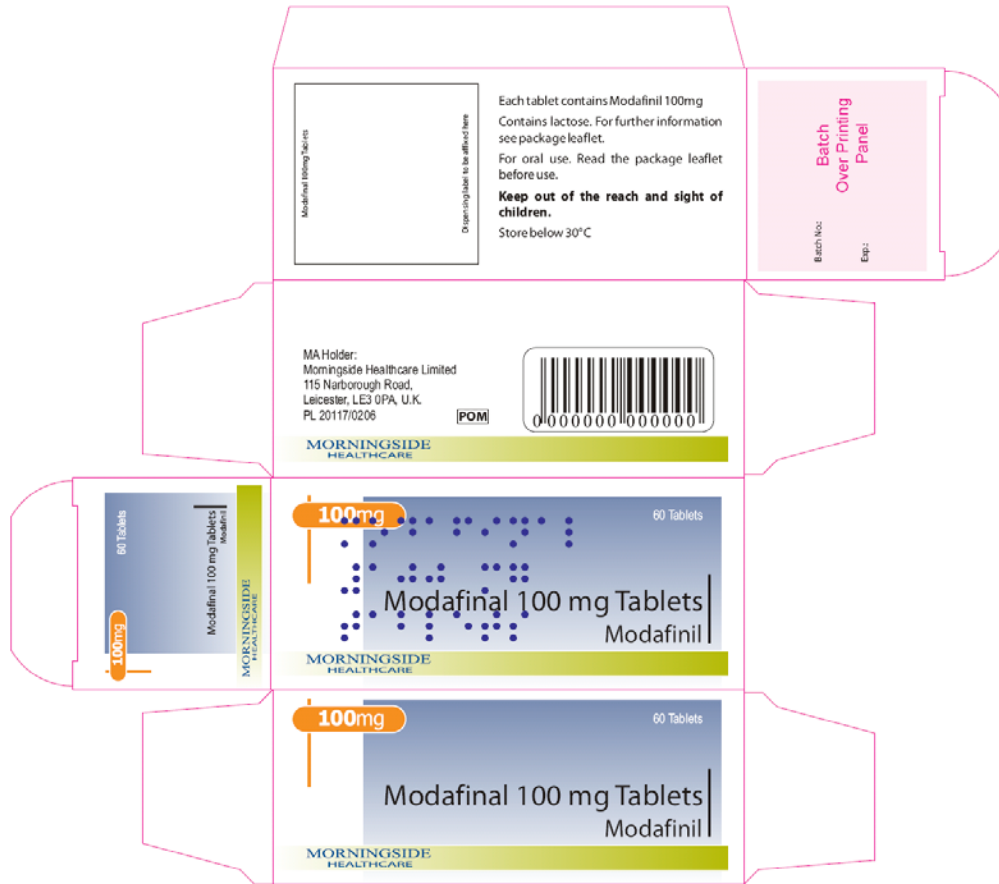 Modafinal 100mg Tablets
Dispensing label to be affixed here
Each tablet contains Modafinil 100mg
Contains lactose. For further information
see package leaflet.
For oral use. Read the package leaflet
before use.
Keep out of the reach and sight of
children.
Store below 30°C
Batch
Over Printing
Panel
Batch No.:
Exp.:
MA Holder:
Morningside Healthcare Limited
115 Narborough Road,
Leicester, LE3 0PA, U.K.
PL 20117/0206
POM
0 000000 000000
MORNINGSIDE
HEALTHCARE
60 Tablets
100mg
Modafinal 100 mg Tablets
Modafinil
MORNINGSIDE
HEALTHCARE
100mg
60 Tablets
Modafinal 100 mg Tablets
Modafinil
MORNINGSIDE
HEALTHCARE
100mg
60 Tablets
Modafinal 100 mg Tablets
Modafinil
MORNINGSIDE
HEALTHCARE